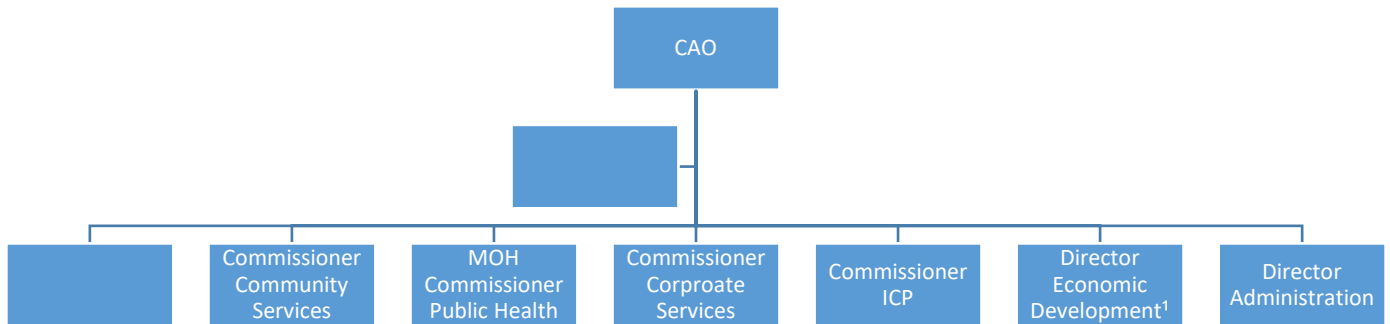 CAO
Commissioner
Community
Services
MOH
Commissioner
Public Health
Commissioner
Corproate
Services
Commissioner
ICP
Director
Economic
Development¹
Director
Administration